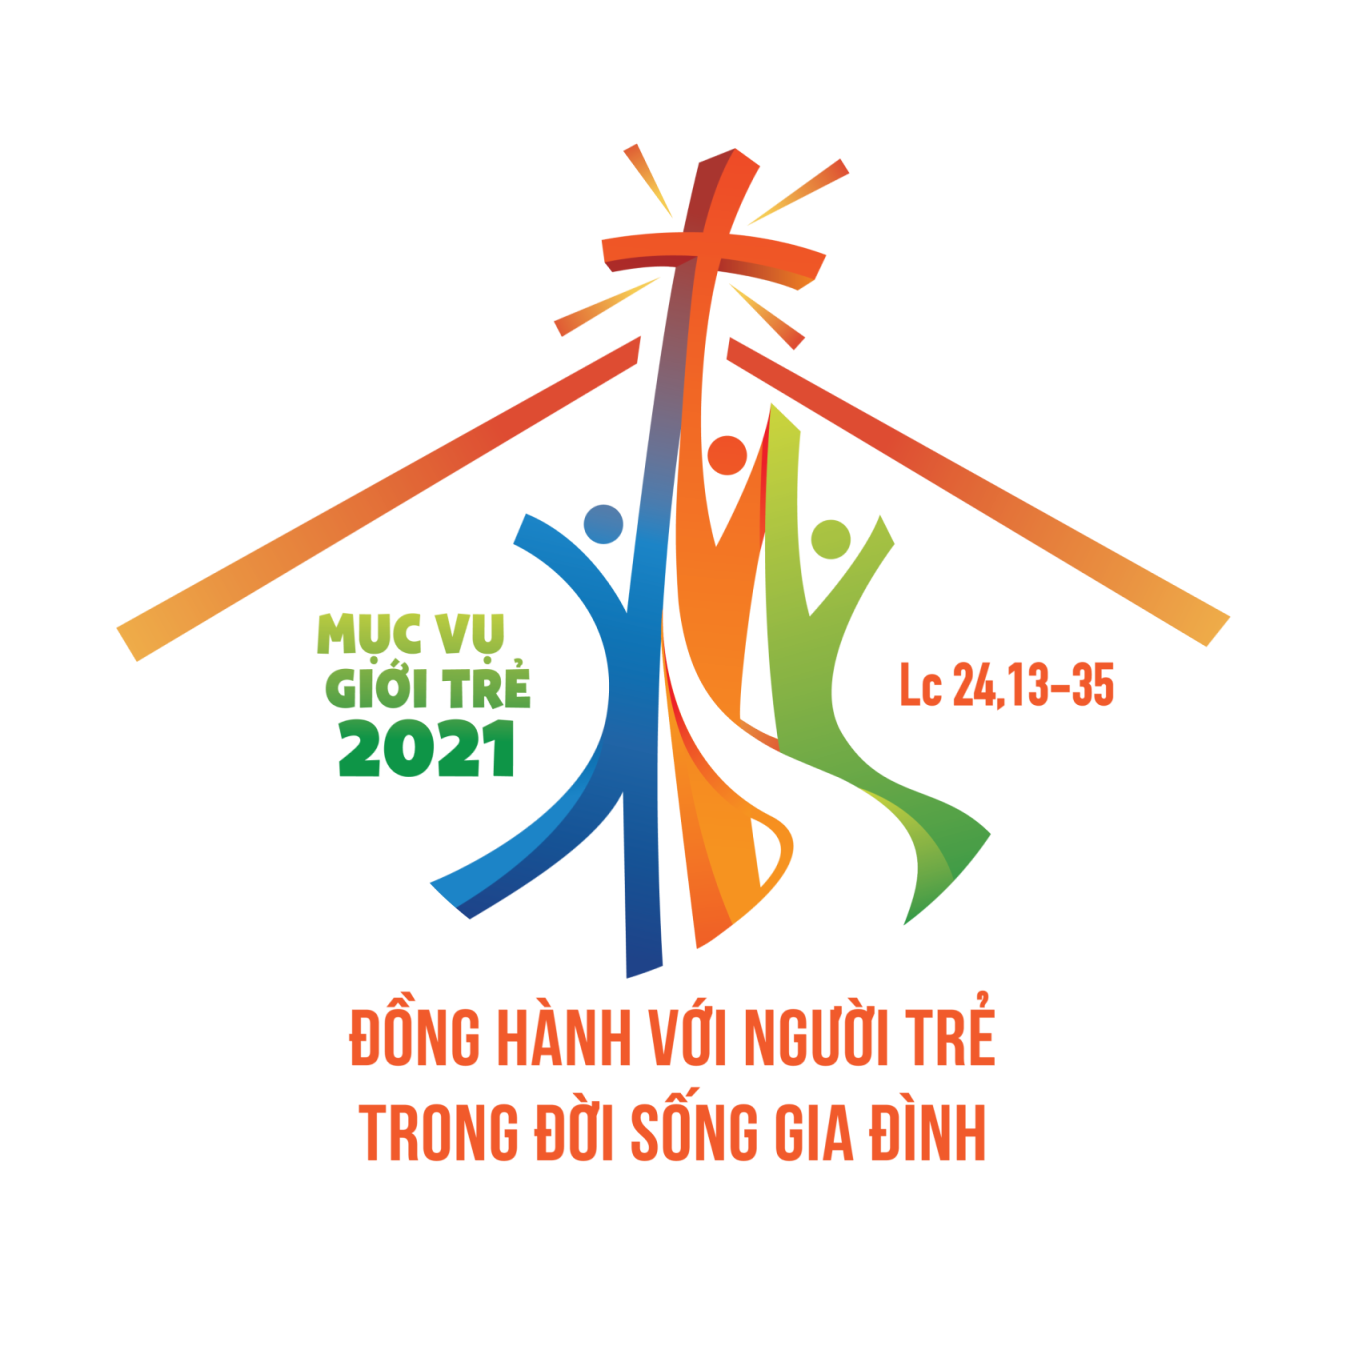 MỤC VỤ
GIỚI TRẺ
2021
Lc 24,13-35
ĐỒNG HÀNH VỚI NGƯỜI TRẺ
TRONG ĐỜI SỐNG GIA ĐÌNH